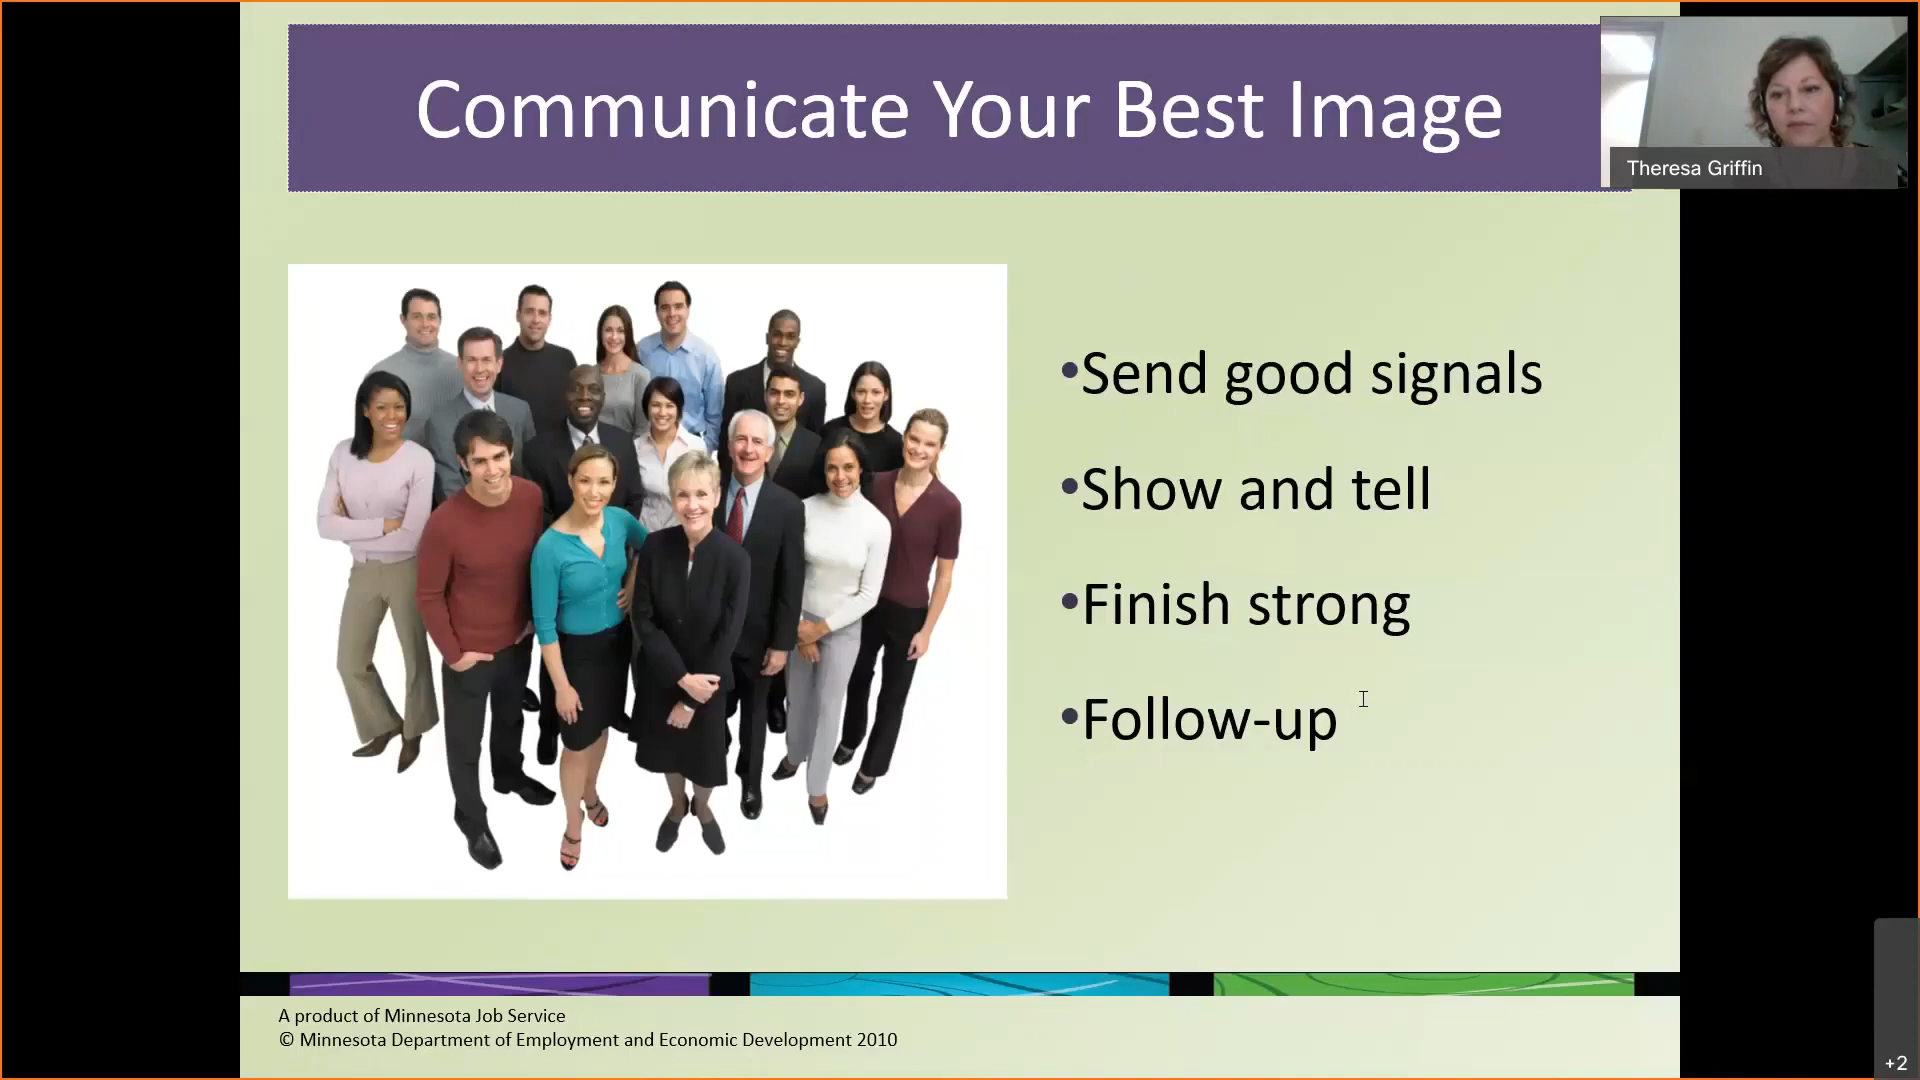 Communicate Your Best Image
Theresa Griffin
•Send good signals
•Show and tell
•Finish strong
•Follow-up
A product of Minnesota Job Service
© Minnesota Department of Employment and Economic Development 2010
+2